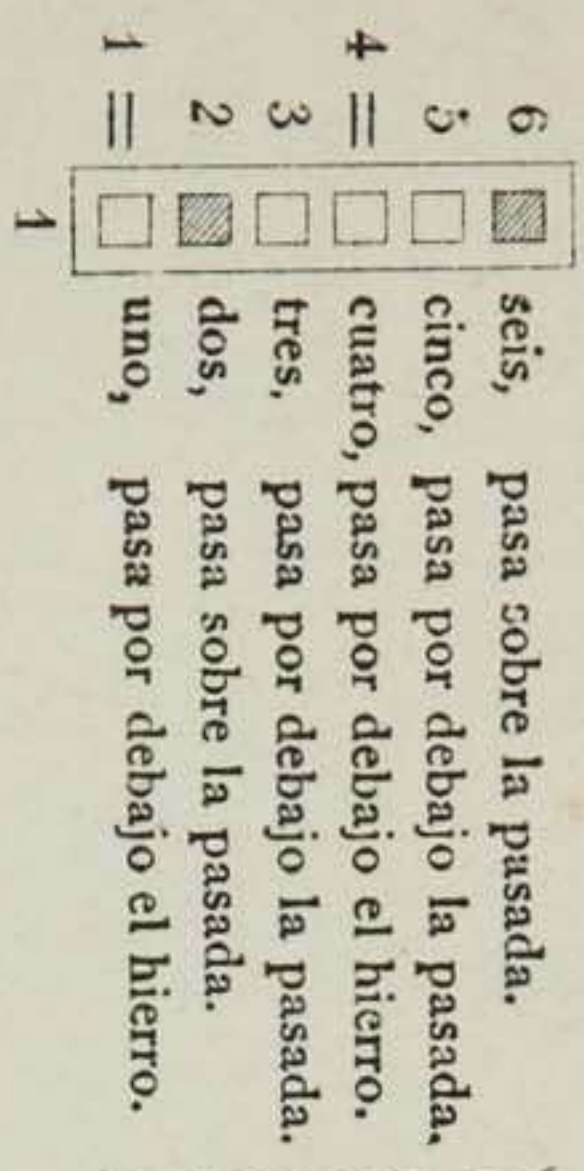 6 seis, pasa sobre la pasada.
5 cinco, pasa por debajo la pasada.
4 = cuatro, pasa por debajo el hierro.
3 tres, pasa por debajo la pasada.
2 dos, pasa sobre la pasada.
1 = uno, pasa por debajo el hierro.
1